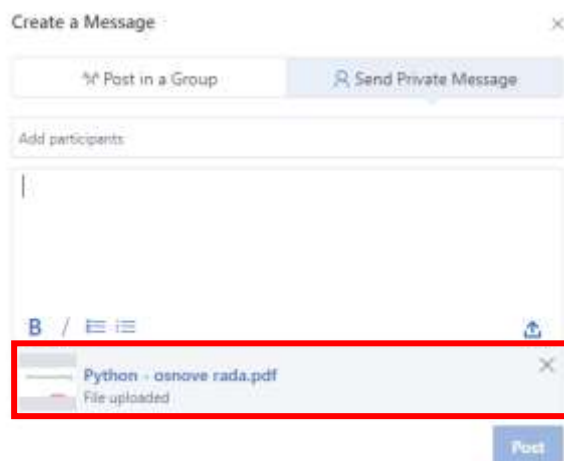 Create a Message
Post in a Group
Send Private Message
Add participants
B I
Python - osnove rada.pdf
File uploaded
Post